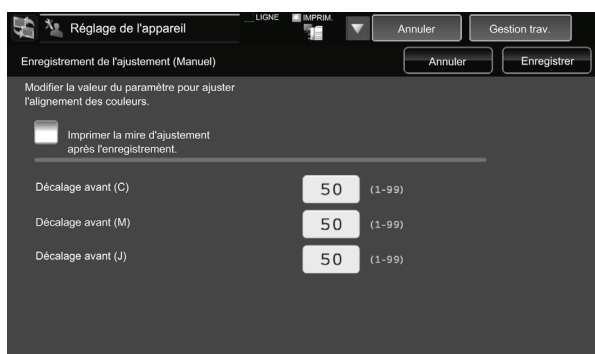 Réglage de l'appareil
LIGNE
IMPRIM.
Annuler
Gestion trav.
Enregistrement de l'ajustement (Manuel)
Annuler
Enregistrer
Modifier la valeur du paramètre pour ajuster
l'alignement des couleurs.
Imprimer la mire d'ajustement
après l'enregistrement.
Décalage avant (C)
50
(1-99)
Décalage avant (M)
50
(1-99)
Décalage avant (J)
50
(1-99)